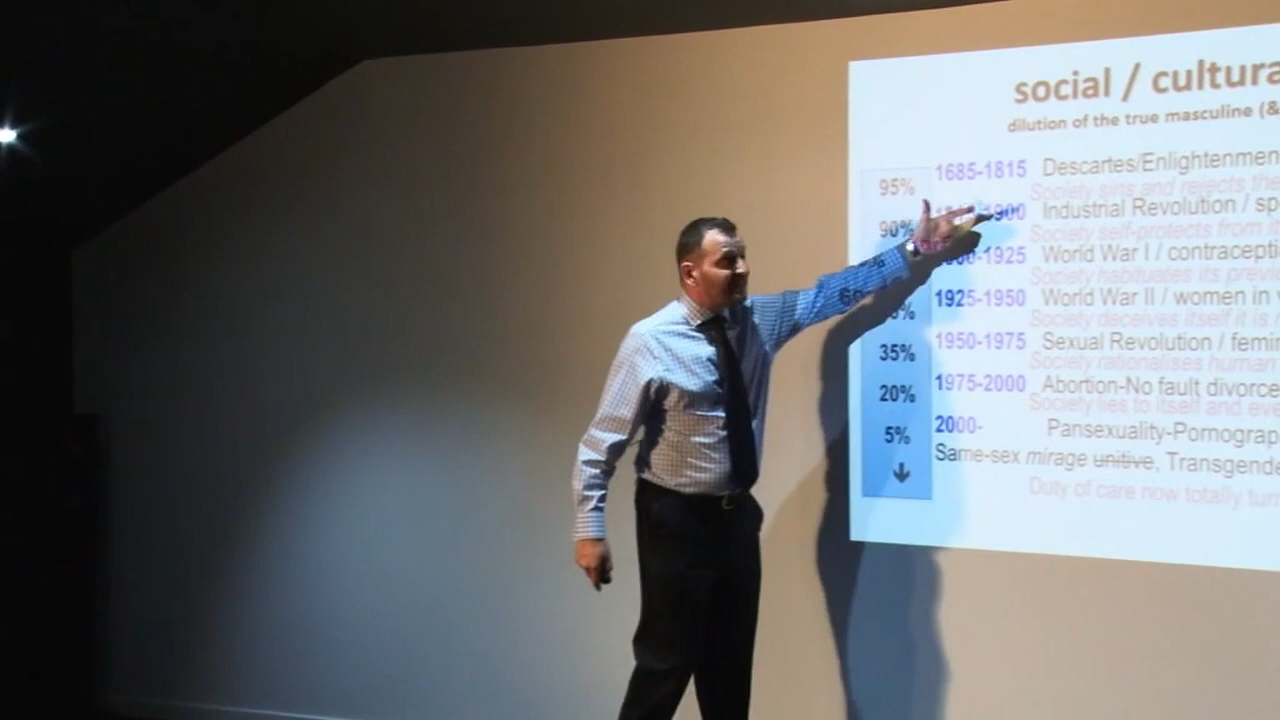 social / cultura
dilution of the true masculine (&
95% 1685-1815 Descartes/Enlightenmen
Society sins and rejects the
90% 900 Industrial Revolution / sp
Society self-protects from
% -1925 World War I / contracepti
Society habituates its previ
1925-1950 World War II / women in
Society deceives itself it is
1950-1975 Sexual Revolution / femin
35% Society rationalises human
1975-2000 Abortion-No fault divorce
20% Society lies to itself and eve
2000- Pansexuality-Pornograp
5%
Same-sex mirage unitive, Transgende
Duty of care now totally tur